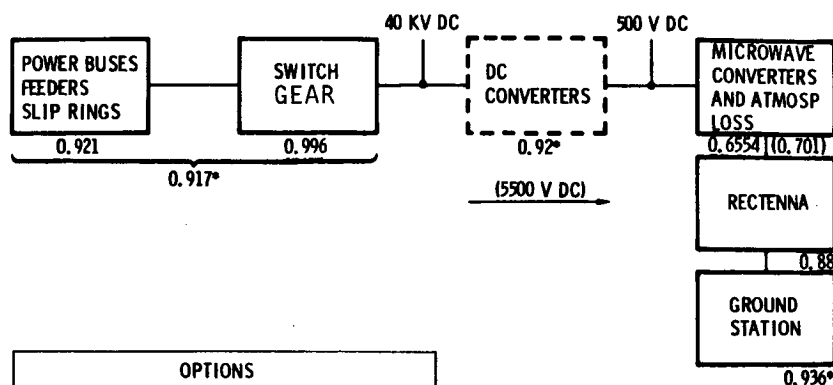 40 KV DC
500 V DC
POWER BUSES
FEEDERS
SLIP RINGS
SWITCH
GEAR
DC
CONVERTERS
MICROWAVE
CONVERTERS
AND ATMOSP
LOSS
0.921
0.996
0.92*
0.6554 (0.701)
0.917*
(5500 V DC)
RECTENNA
0.88
GROUND
STATION
OPTIONS
0.936*